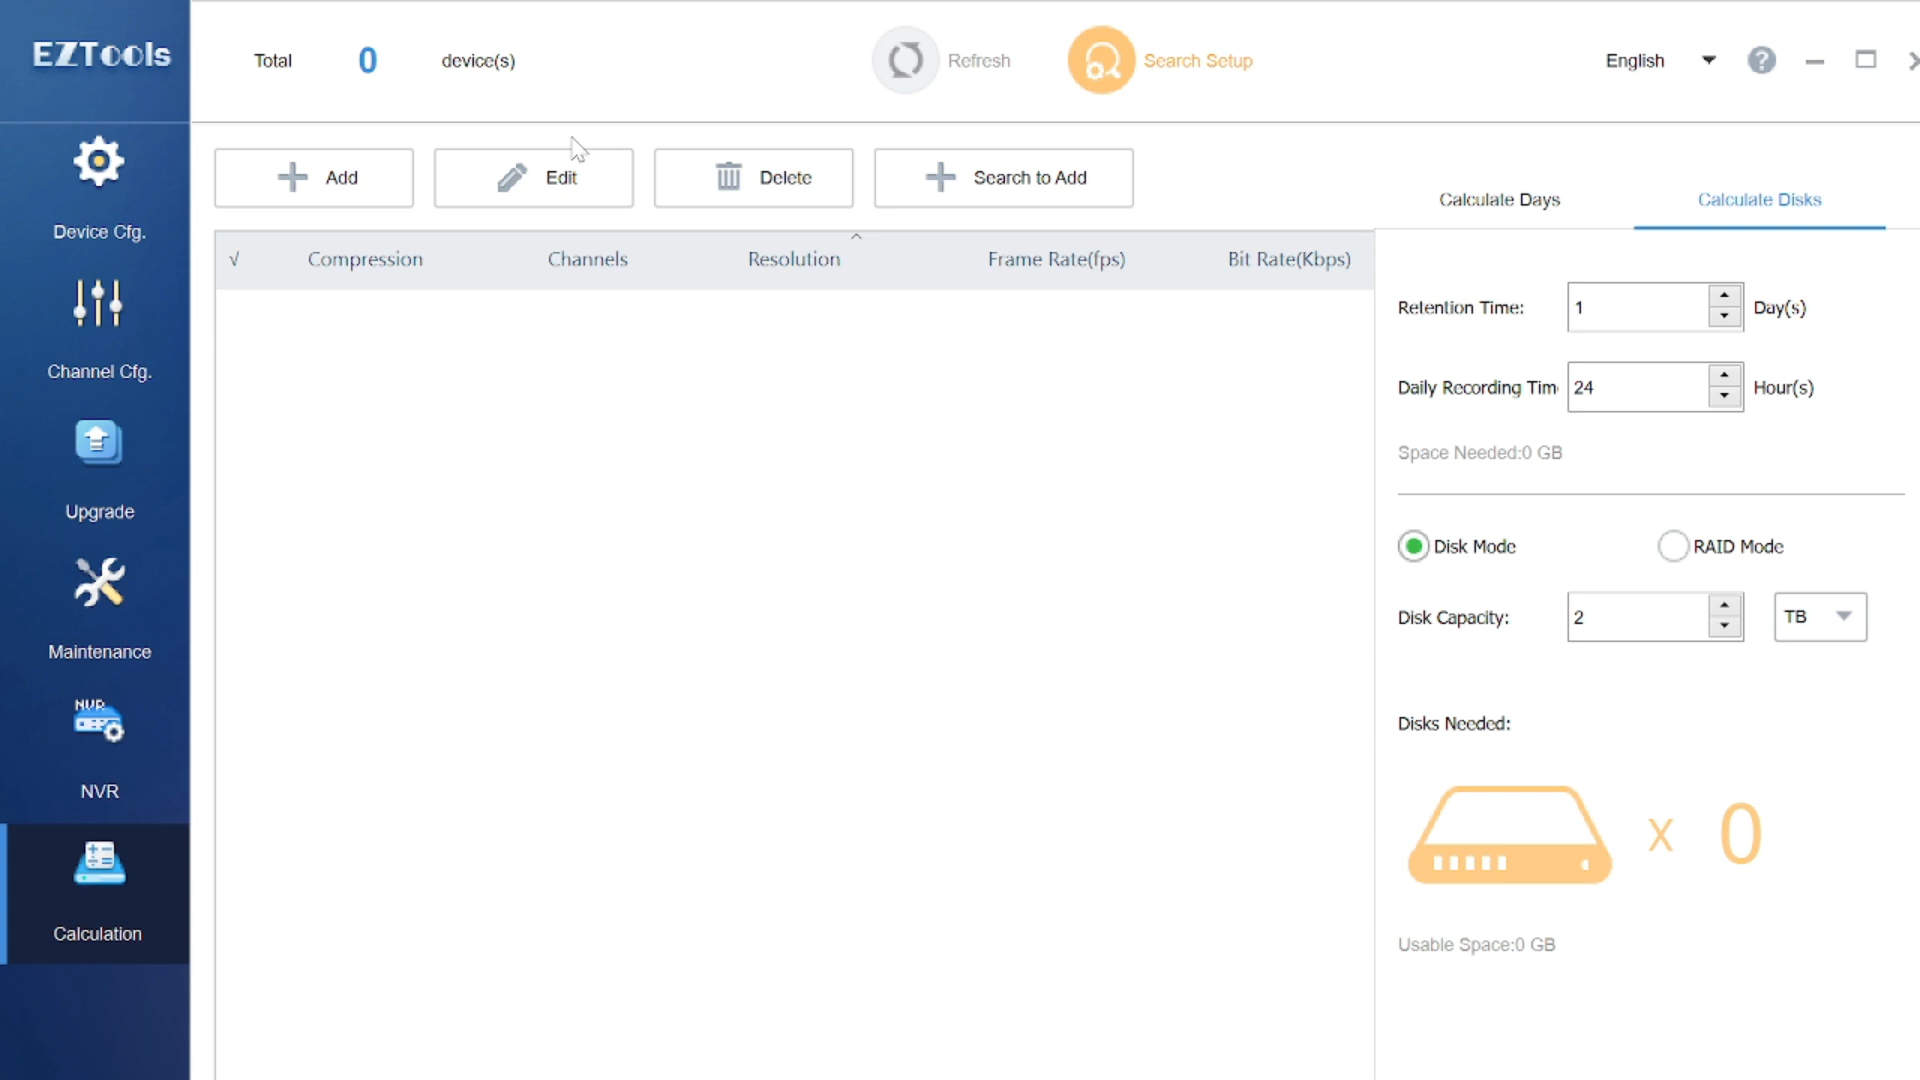 EZTools
Total 0 device(s)
Refresh
Search Setup
English
Add
Edit
Delete
Search to Add
Calculate Days
Calculate Disks
√ Compression Channels Resolution Frame Rate(fps) Bit Rate(Kbps)
Device Cfg.
Channel Cfg.
Upgrade
Maintenance
NVR
NVR
Calculation
Retention Time: 1 Day(s)
Daily Recording Tim 24 Hour(s)
Space Needed:0 GB
Disk Mode
RAID Mode
Disk Capacity: 2 TB
Disks Needed:
X 0
Usable Space:0 GB